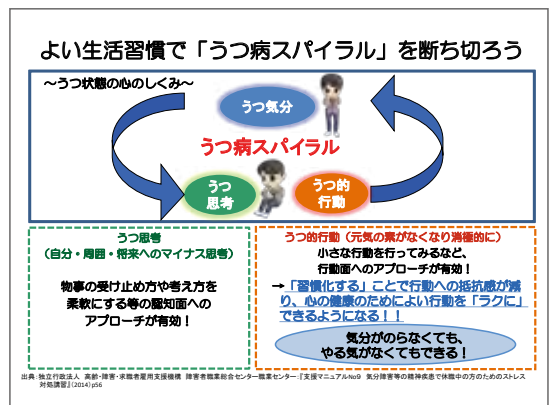 よい生活習慣で「うつ病スパイラル」を断ち切ろう
～うつ状態の心のしくみ～
うつ気分
うつ病スパイラル
うつ
思考
うつ的
行動
うつ思考
（自分・周囲・将来へのマイナス思考）
物事の受け止め方や考え方を
柔軟にする等の認知面への
アプローチが有効！
うつ的行動（元気の素がなくなり消極的に）
小さな行動を行ってみるなど、
行動面へのアプローチが有効！
→「習慣化する」ことで行動への抵抗感が減
り、心の健康のためによい行動を「ラクに」
できるようになる！！
気分がのらなくても、
やる気がなくてもできる！
出典：独立行政法人　高齢・障害・求職者雇用支援機構　障害者職業総合センター職業センター：『支援マニュアルNo9　気分障害等の精神疾患で休職中の方のためのストレス
対処講習』（2014）p56